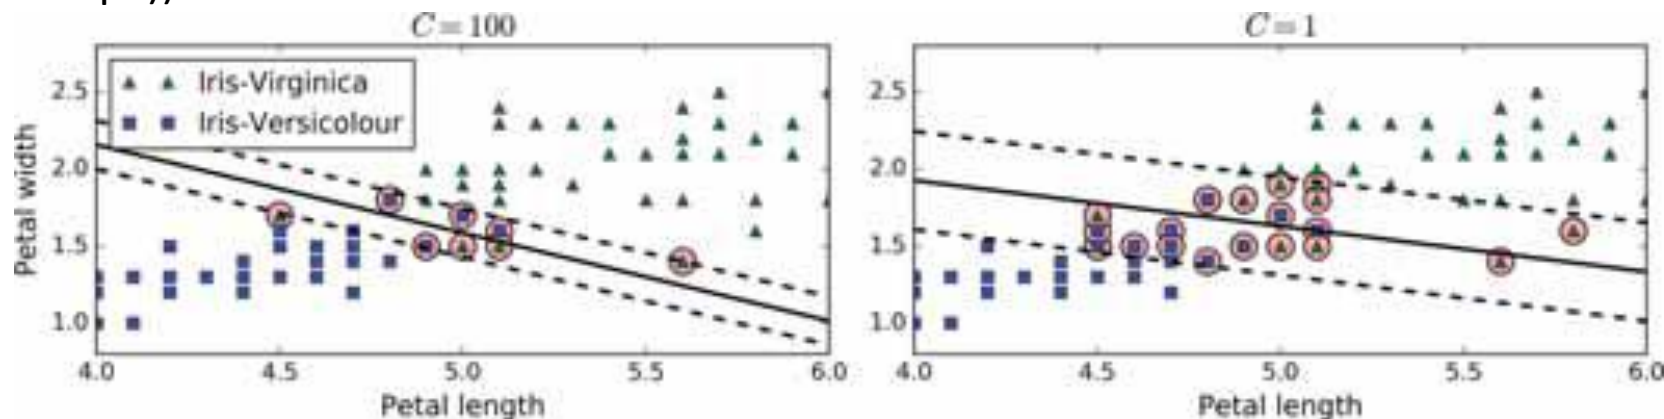 C = 100
C = 1
Iris-Virginica
Iris-Versicolour
2.5
2.0
1.5
1.0
Petal width
4.0 4.5 5.0 5.5 6.0
Petal length
2.5
2.0
1.5
1.0
4.0 4.5 5.0 5.5 6.0
Petal length